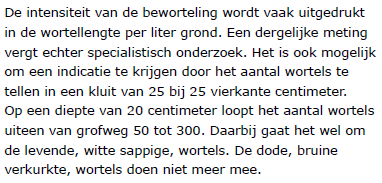 De intensiteit van de beworteling wordt vaak uitgedrukt
in de wortellengte per liter grond. Een dergelijke meting
vergt echter specialistisch onderzoek. Het is ook mogelijk
om een indicatie te krijgen door het aantal wortels te
tellen in een kluit van 25 bij 25 vierkante centimeter.
Op een diepte van 20 centimeter loopt het aantal wortels
uiteen van grofweg 50 tot 300. Daarbij gaat het wel om
de levende, witte sappige, wortels. De dode, bruine
verkurkte, wortels doen niet meer mee.